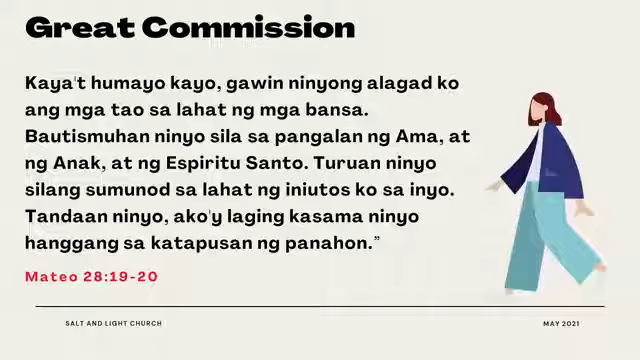 Great Commission
Kaya't humayo kayo, gawin ninyong alagad ko
ang mga tao sa lahat ng mga bansa.
Bautismuhan ninyo sila sa pangalan ng Ama, at
ng Anak, at ng Espiritu Santo. Turuan ninyo
silang sumunod sa lahat ng iniutos ko sa inyo.
Tandaan ninyo, ako'y laging kasama ninyo
hanggang sa katapusan ng panahon.”
Mateo 28:19-20
SALT AND LIGHT CHURCH
MAY 2021